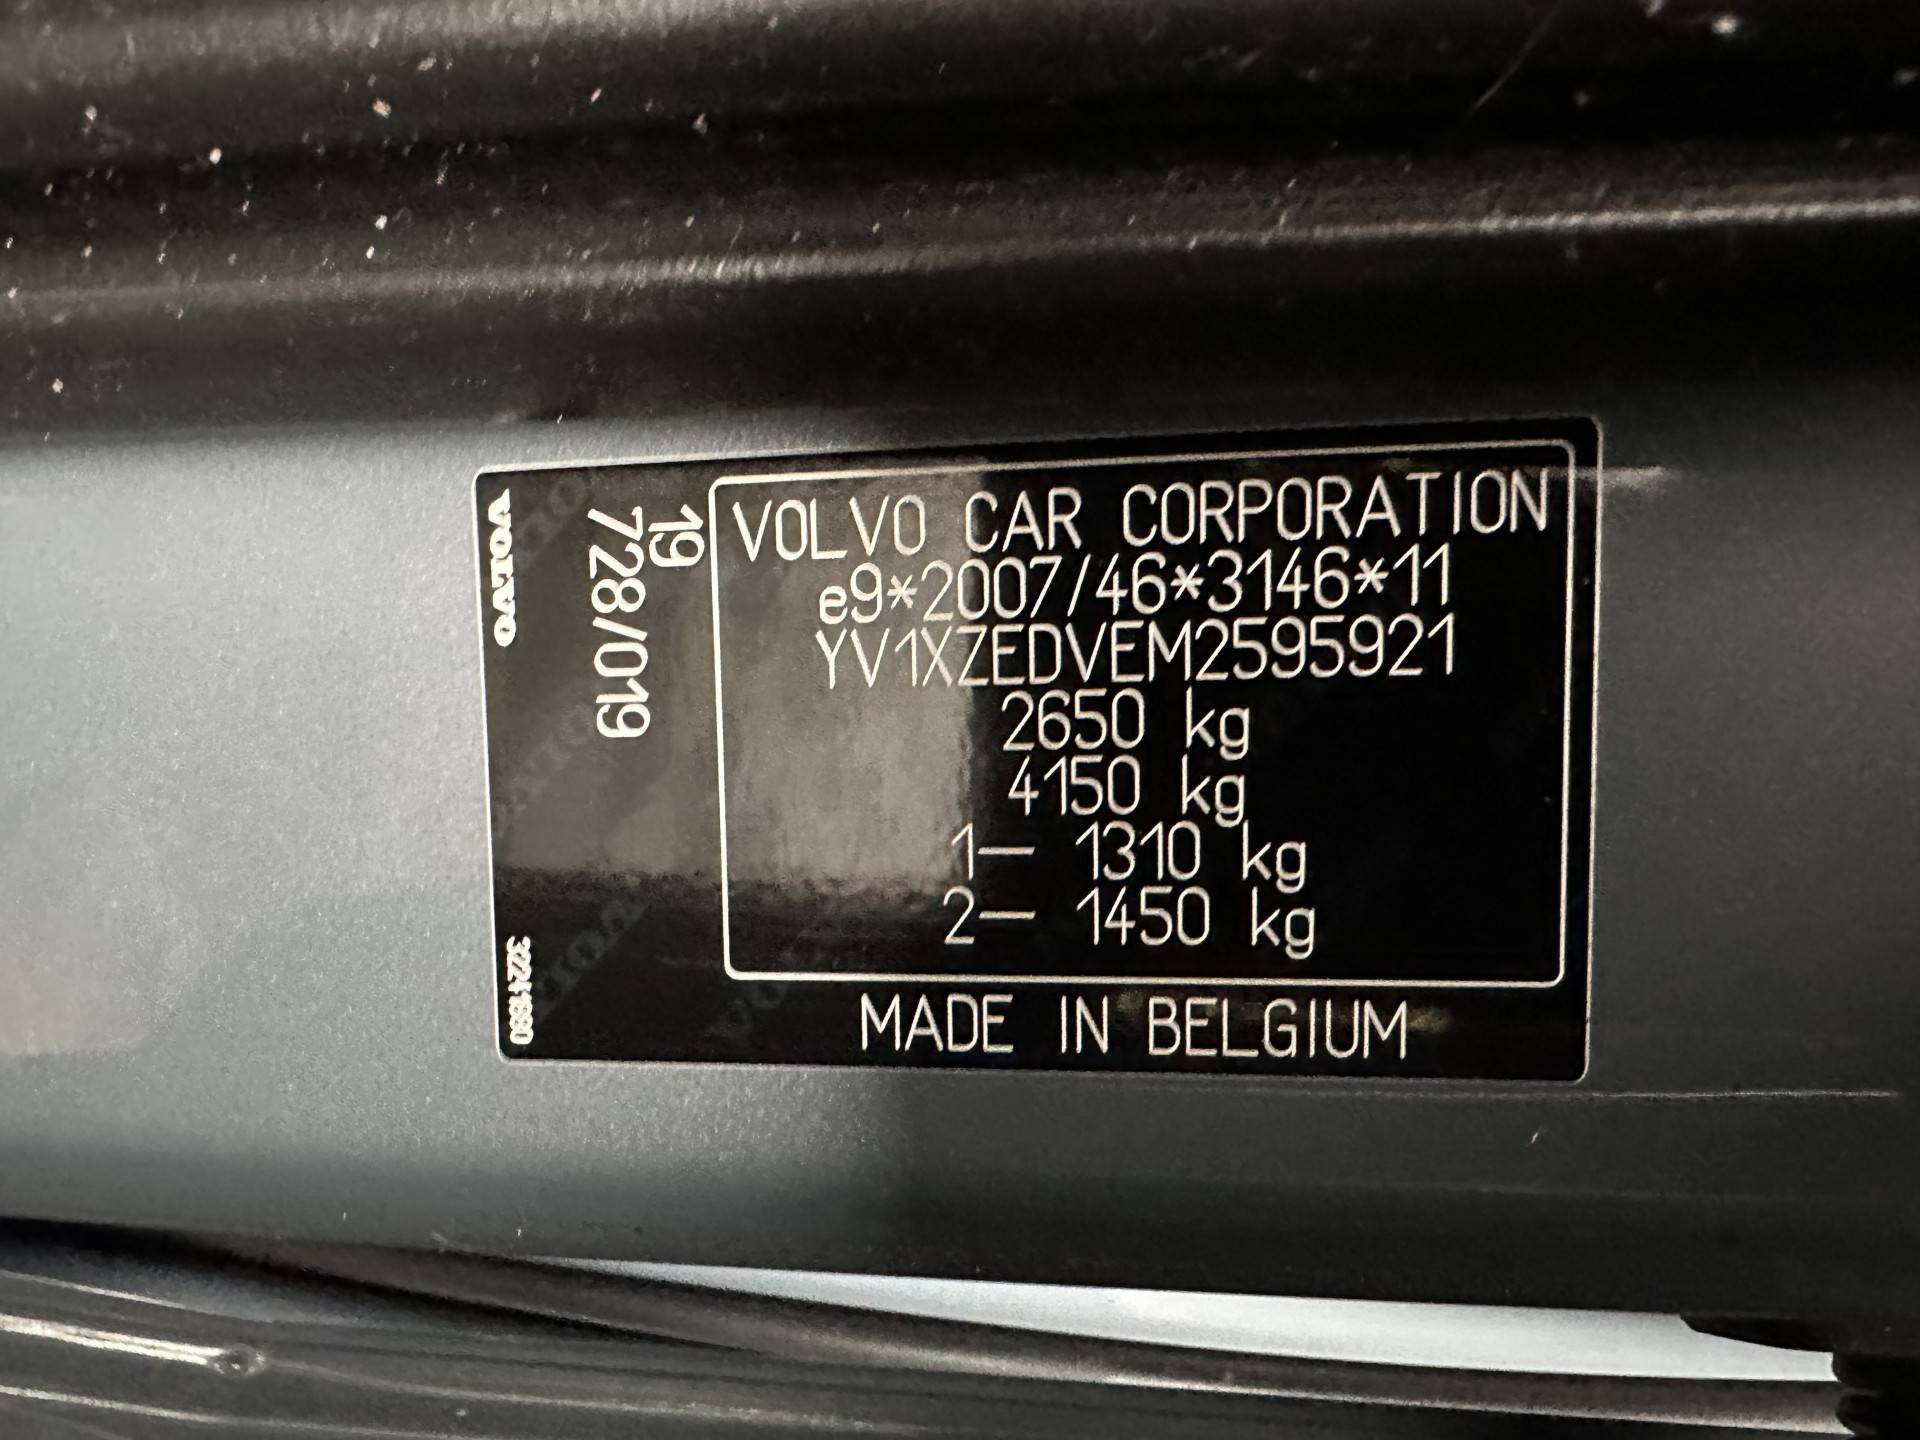 VOLVO
19
728/019
VOLVO CAR CORPORATION
e9*2007/46*3146*11
YV1XZEDVEM2595921
2650 kg
4150 kg
1— 1310 kg
2— 1450 kg
MADE IN BELGIUM